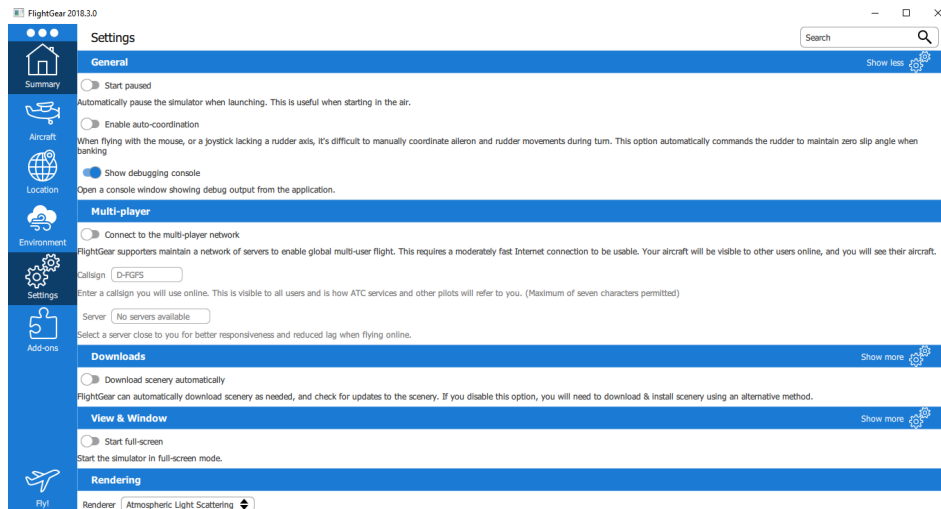 FlightGear 2018.3.0
Settings
Search
Summary
Aircraft
Location
Environment
Settings
Add-ons
Fly!
General
Show less
Start paused
Automatically pause the simulator when launching. This is useful when starting in the air.
Enable auto-coordination
When flying with the mouse, or a joystick lacking a rudder axis, it's difficult to manually coordinate aileron and rudder movements during turn. This option automatically commands the rudder to maintain zero slip angle when
banking
Show debugging console
Open a console window showing debug output from the application.
Multi-player
Connect to the multi-player network
FlightGear supporters maintain a network of servers to enable global multi-user flight. This requires a moderately fast Internet connection to be usable. Your aircraft will be visible to other users online, and you will see their aircraft.
Callsign D-FGFS
Enter a callsign you will use online. This is visible to all users and is how ATC services and other pilots will refer to you. (Maximum of seven characters permitted)
Server No servers available
Select a server close to you for better responsiveness and reduced lag when flying online.
Downloads
Show more
Download scenery automatically
FlightGear can automatically download scenery as needed, and check for updates to the scenery. If you disable this option, you will need to download & install scenery using an alternative method.
View & Window
Show more
Start full-screen
Start the simulator in full-screen mode.
Rendering
Renderer Atmospheric Light Scattering